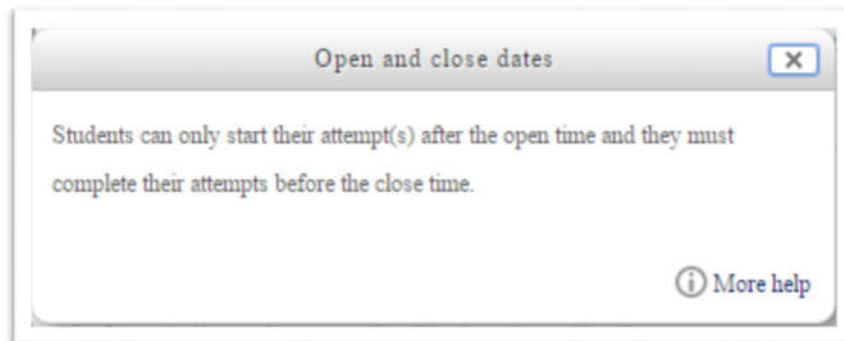 Open and close dates
Students can only start their attempt(s) after the open time and they must
complete their attempts before the close time.
More help